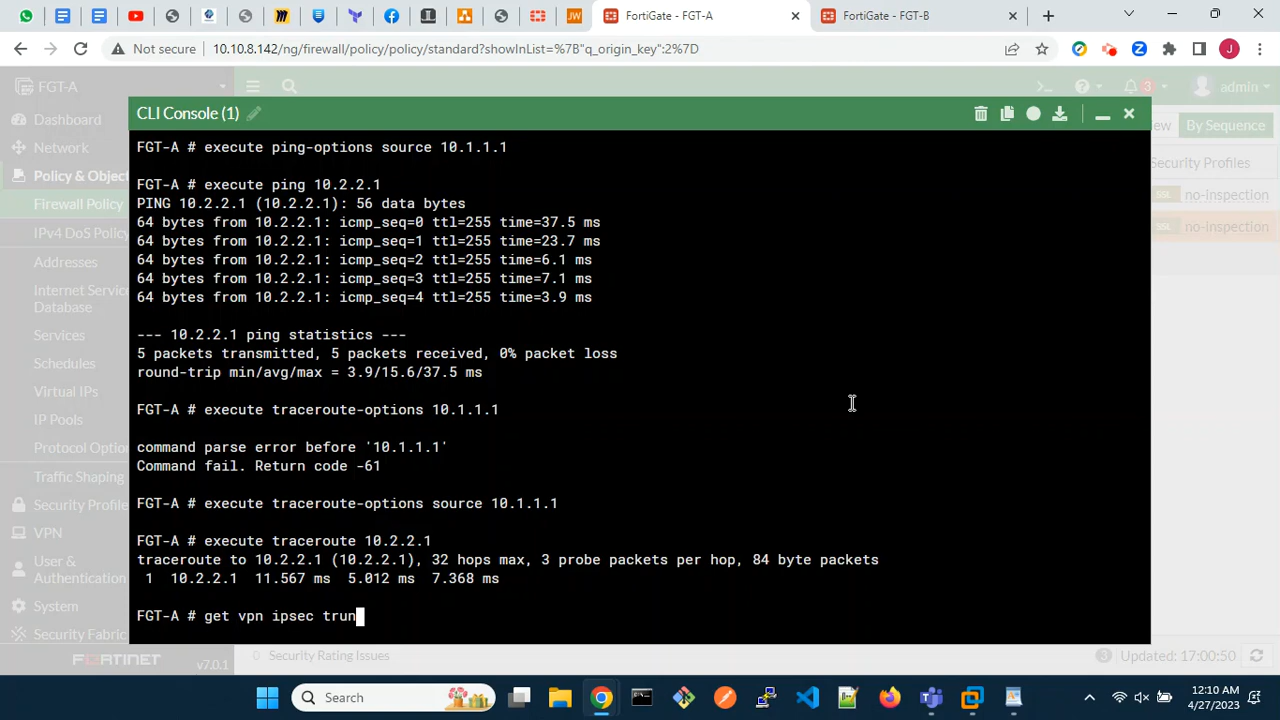 JW
FortiGate - FGT-A
FortiGate - FGT-B
Not secure
10.10.8.142/ng/firewall/policy/policy/standard?showInList=%7B"q_origin_key":2%7D
J
FGT-A
3
admin
CLI Console (1)
Dashboard
Network
Policy & Objec
Firewall Policy
IPv4 DoS Policy
Addresses
Internet Service
Database
Services
Schedules
Virtual IPs
IP Pools
Protocol Option
Traffic Shaping
Security Profile
VPN
User &
Authentication
System
Security Fabric
FORTINET
v7.0.1
ew
By Sequence
Security Profiles
SSL no-inspection
SSL no-inspection
FGT-A # execute ping-options source 10.1.1.1
FGT-A # execute ping 10.2.2.1
PING 10.2.2.1 (10.2.2.1): 56 data bytes
64 bytes from 10.2.2.1: icmp_seq=0 ttl=255 time=37.5 ms
64 bytes from 10.2.2.1: icmp_seq=1 ttl=255 time=23.7 ms
64 bytes from 10.2.2.1: icmp_seq=2 ttl=255 time=6.1 ms
64 bytes from 10.2.2.1: icmp_seq=3 ttl=255 time=7.1 ms
64 bytes from 10.2.2.1: icmp_seq=4 ttl=255 time=3.9 ms
--- 10.2.2.1 ping statistics ---
5 packets transmitted, 5 packets received, 0% packet loss
round-trip min/avg/max = 3.9/15.6/37.5 ms
FGT-A # execute traceroute-options 10.1.1.1
command parse error before '10.1.1.1'
Command fail. Return code -61
FGT-A # execute traceroute-options source 10.1.1.1
FGT-A # execute traceroute 10.2.2.1
traceroute to 10.2.2.1 (10.2.2.1), 32 hops max, 3 probe packets per hop, 84 byte packets
1 10.2.2.1 11.567 ms 5.012 ms 7.368 ms
FGT-A # get vpn ipsec trun
0 Security Rating Issues
3 Updated: 17:00:50
Search
12:10 AM
4/27/2023